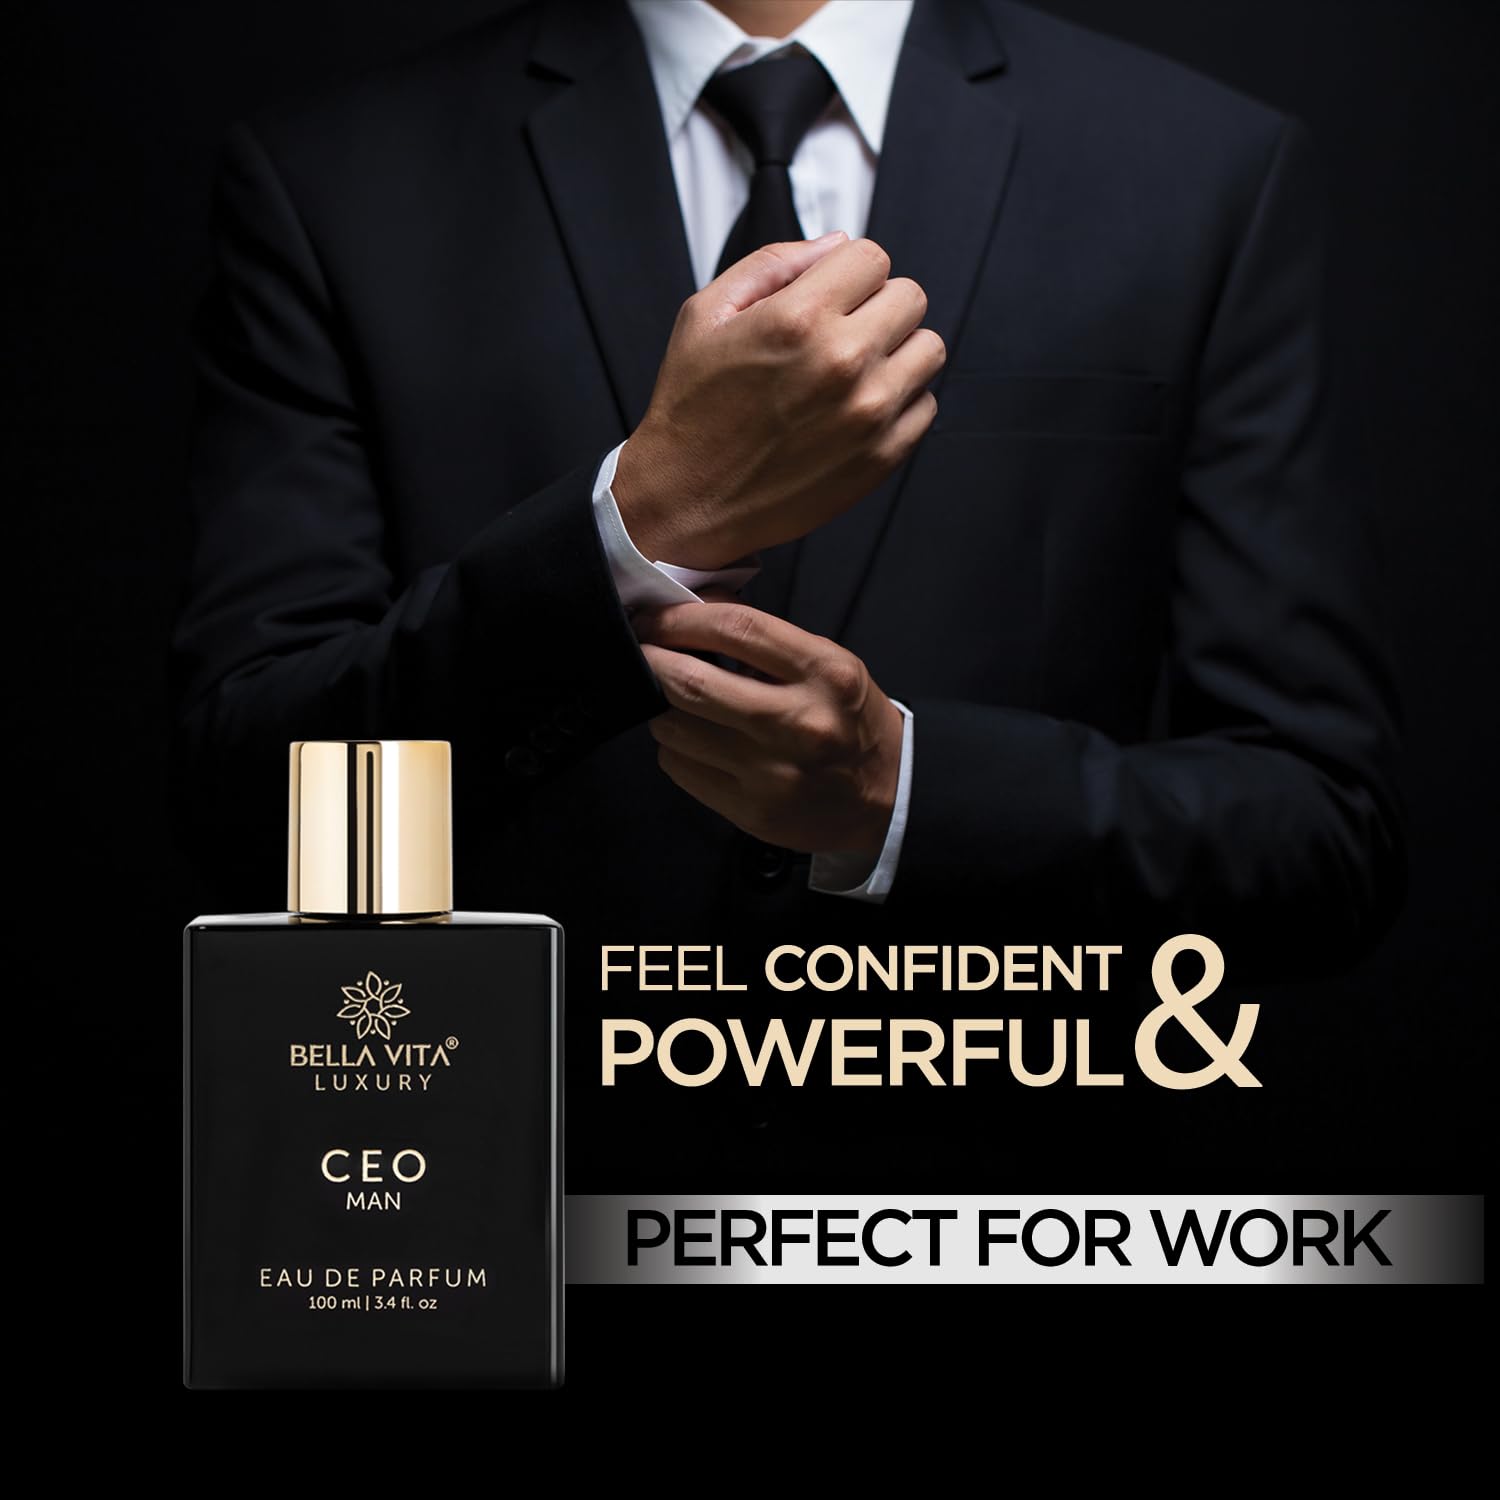 FEEL CONFIDENT &
POWERFUL
PERFECT FOR WORK
BELLA VITA®
LUXURY
CEO
MAN
EAU DE PARFUM
100 ml | 3.4 fl. oz